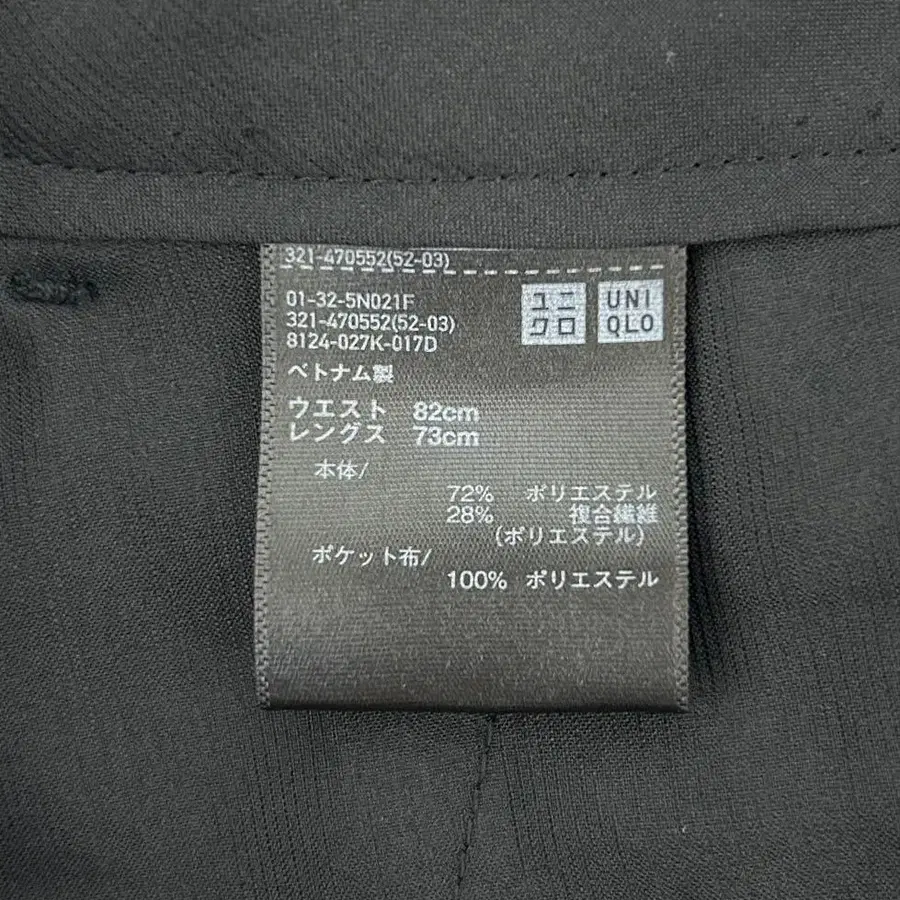 321-470552(52-03)
01-32-5N021F
321-470552(52-03)
8124-027K-017D
ユニ
クロ
UNI
QLO
ベトナム製
ウエスト 82cm
レングス 73cm
本体/
72% ポリエステル
28% 複合繊維
(ポリエステル)
ポケット布/
100% ポリエステル